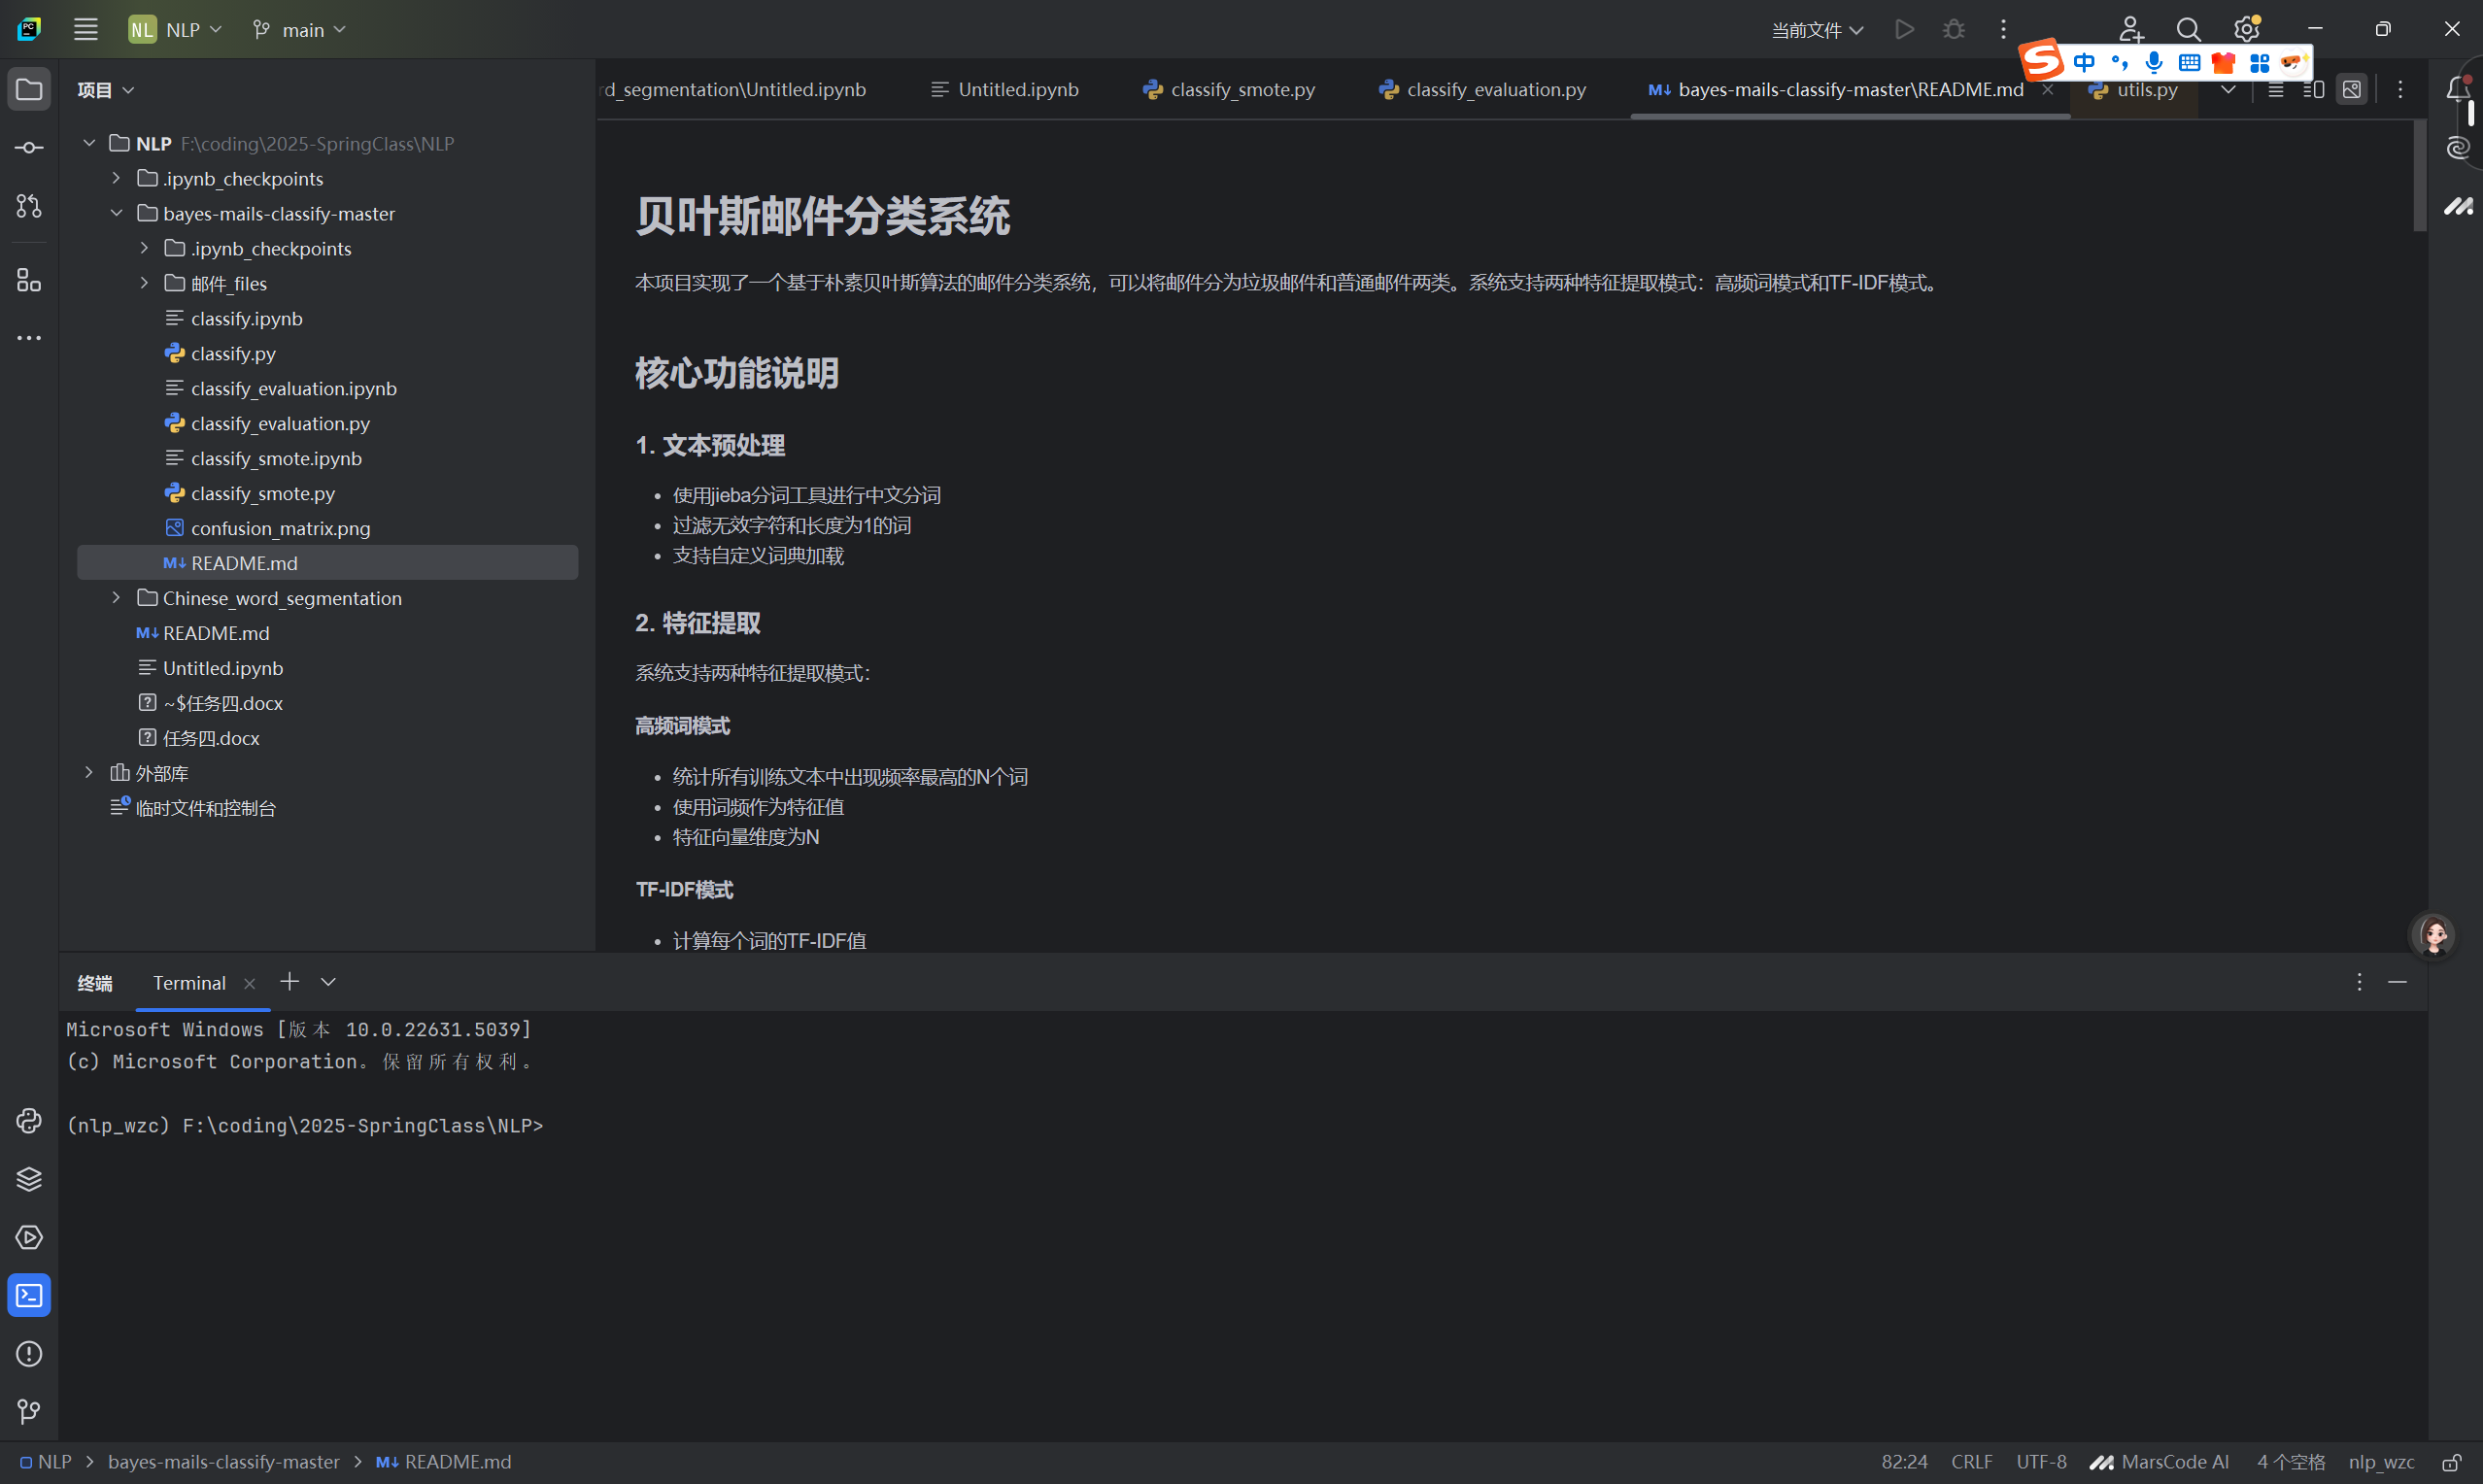 NL NLP main 当前文件
中
项目
rd_segmentation\Untitled.ipynb Untitled.ipynb classify_smote.py classify_evaluation.py bayes-mails-classify-master\README.md utils.py
NLP F:\coding\2025-SpringClass\NLP
.ipynb_checkpoints
bayes-mails-classify-master
.ipynb_checkpoints
邮件_files
classify.ipynb
classify.py
classify_evaluation.ipynb
classify_evaluation.py
classify_smote.ipynb
classify_smote.py
confusion_matrix.png
README.md
Chinese_word_segmentation
README.md
Untitled.ipynb
~$任务四.docx
任务四.docx
外部库
临时文件和控制台
贝叶斯邮件分类系统
本项目实现了一个基于朴素贝叶斯算法的邮件分类系统，可以将邮件分为垃圾邮件和普通邮件两类。系统支持两种特征提取模式：高频词模式和TF-IDF模式。
核心功能说明
1. 文本预处理
• 使用jieba分词工具进行中文分词
• 过滤无效字符和长度为1的词
• 支持自定义词典加载
2. 特征提取
系统支持两种特征提取模式：
高频词模式
• 统计所有训练文本中出现频率最高的N个词
• 使用词频作为特征值
• 特征向量维度为N
TF-IDF模式
• 计算每个词的TF-IDF值
终端 Terminal
Microsoft Windows [版本 10.0.22631.5039]
(c) Microsoft Corporation。保留所有权利。
(nlp_wzc) F:\coding\2025-SpringClass\NLP>
NLP > bayes-mails-classify-master > README.md
82:24 CRLF UTF-8 MarsCode AI 4 个空格 nlp_wzc